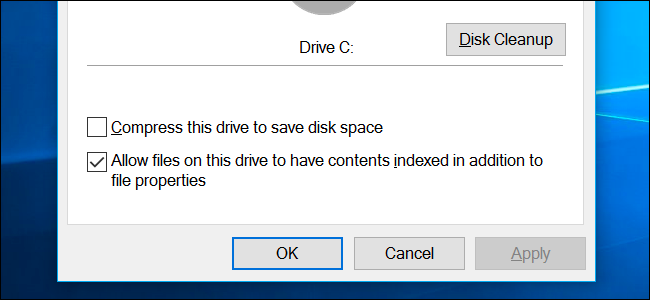 Drive C:
Disk Cleanup
Compress this drive to save disk space
Allow files on this drive to have contents indexed in addition to
file properties
OK
Cancel
Apply